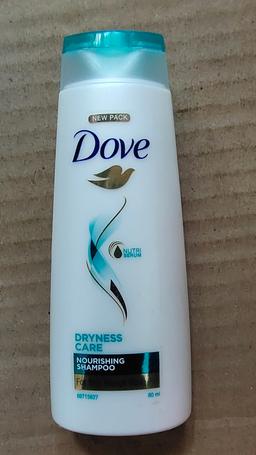 NEW PACK
Dove
NUTRI
SERUM
DRYNESS
CARE
NOURISHING
SHAMPOO
80 ml